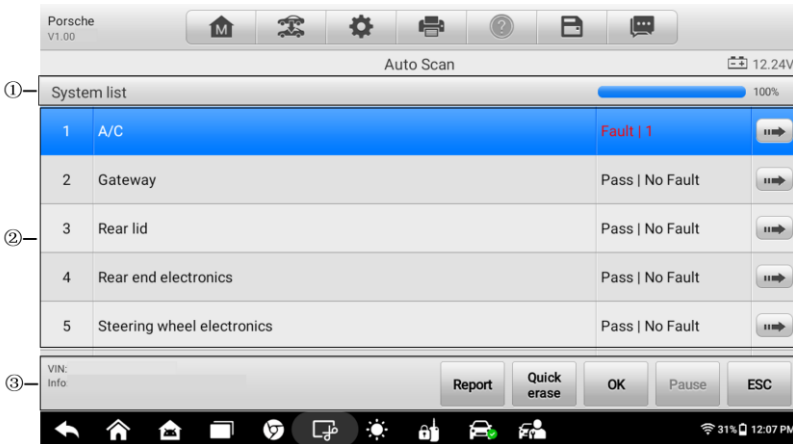 Porsche
V1.00
M
?
Auto Scan
12.24V
① System list 100%
1 A/C Fault | 1
2 Gateway Pass | No Fault
②
3 Rear lid Pass | No Fault
4 Rear end electronics Pass | No Fault
5 Steering wheel electronics Pass | No Fault
③
VIN:
Info
Report
Quick
erase
OK
Pause
ESC
31% 12:07 PM